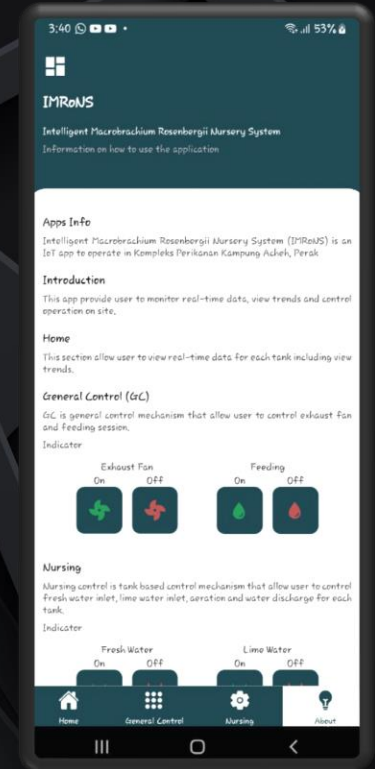 3:40
53%
IMRoNS
Intelligent Macrobrachium Rosenbergii Nursery System
Information on how to use the application
Apps Info
Intelligent Macrobrachium Rosenbergii Nursery System (IMRoNS) is an
IoT app to operate in Kompleks Perikanan Kampung Acheh, Perak
Introduction
This app provide user to monitor real-time data, view trends and control
operation on site.
Home
This section allow user to view real-time data for each tank including view
trends.
General Control (GC)
GC is general control mechanism that allow user to control exhaust fan
and feeding session.
Indicator
Exhaust Fan Feeding
On Off On Off
Nursing
Nursing control is tank based control mechanism that allow user to control
fresh water inlet, lime water inlet, aeration and water discharge for each
tank.
Indicator
Fresh Water Lime Water
On Off On Off
Home General Control Nursing About